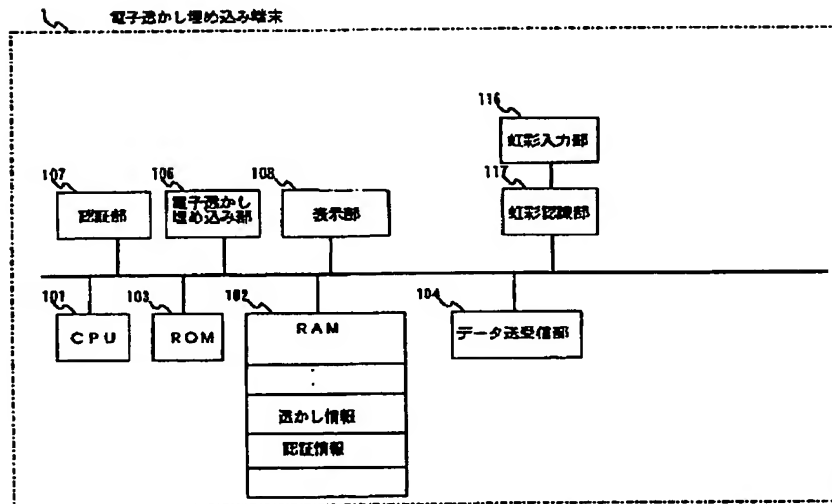 電子透かし埋め込み端末
116
虹彩入力部
107
認証部
106
電子透かし
埋め込み部
108
表示部
117
虹彩認識部
101
CPU
103
ROM
102
RAM
:
透かし情報
認証情報
104
データ送受信部